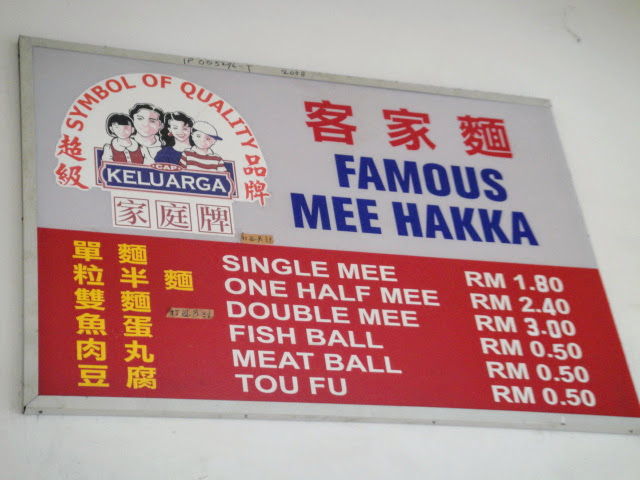 SYMBOL OF QUALITY
超級 品牌
CAP
KELUARGA
家庭牌
客家麵
FAMOUS
MEE HAKKA
單麵 SINGLE MEE RM 1.80
粒半麵 ONE HALF MEE RM 2.40
雙麵 DOUBLE MEE RM 3.00
魚蛋 FISH BALL RM 0.50
肉丸 MEAT BALL RM 0.50
豆腐 TOU FU RM 0.50